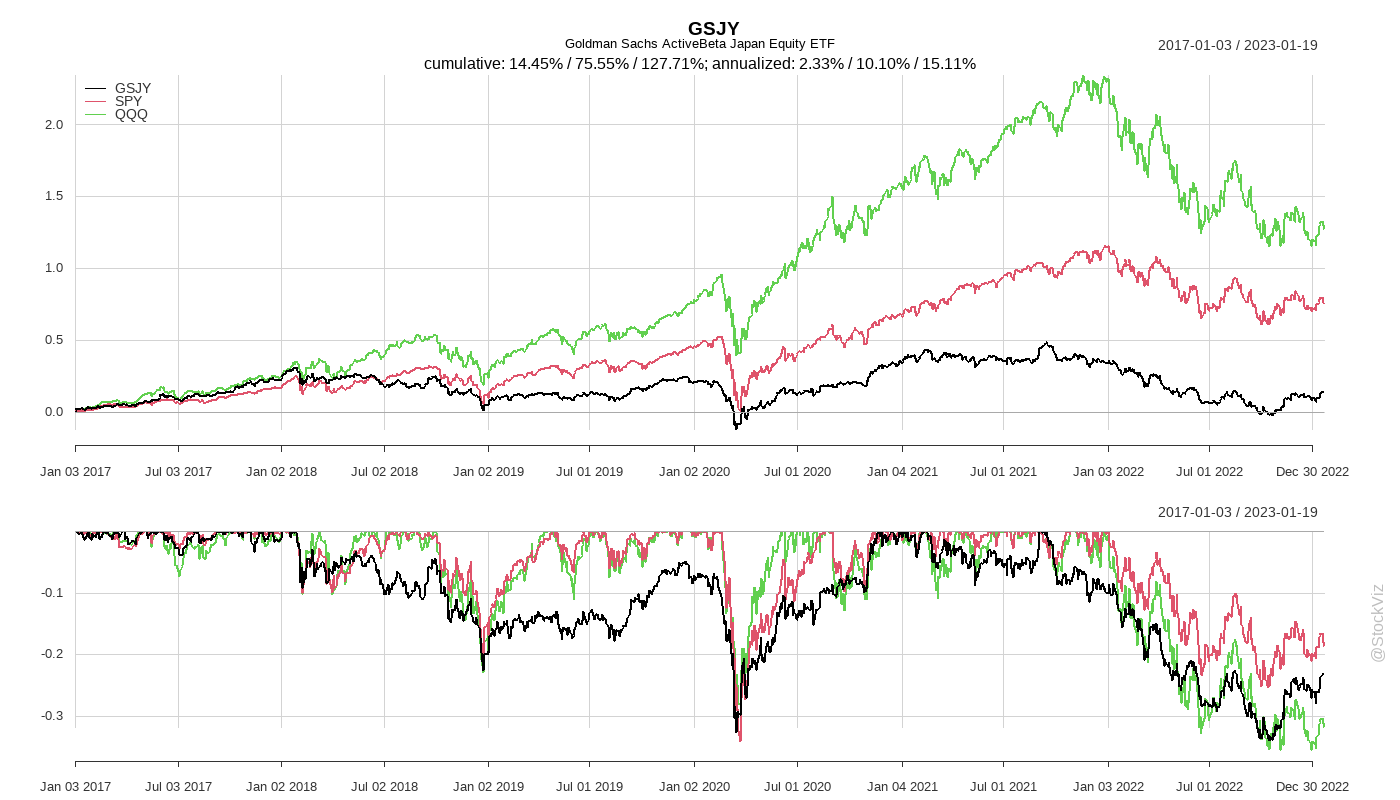 GSJY
Goldman Sachs ActiveBeta Japan Equity ETF
2017-01-03 / 2023-01-19
cumulative: 14.45% / 75.55% / 127.71%; annualized: 2.33% / 10.10% / 15.11%
GSJY
SPY
QQQ
2.0
1.5
1.0
0.5
0.0
Jan 03 2017 Jul 03 2017 Jan 02 2018 Jul 02 2018 Jan 02 2019 Jul 01 2019 Jan 02 2020 Jul 01 2020 Jan 04 2021 Jul 01 2021 Jan 03 2022 Jul 01 2022 Dec 30 2022
2017-01-03 / 2023-01-19
-0.1
-0.2
-0.3
Jan 03 2017 Jul 03 2017 Jan 02 2018 Jul 02 2018 Jan 02 2019 Jul 01 2019 Jan 02 2020 Jul 01 2020 Jan 04 2021 Jul 01 2021 Jan 03 2022 Jul 01 2022 Dec 30 2022
@StockViz